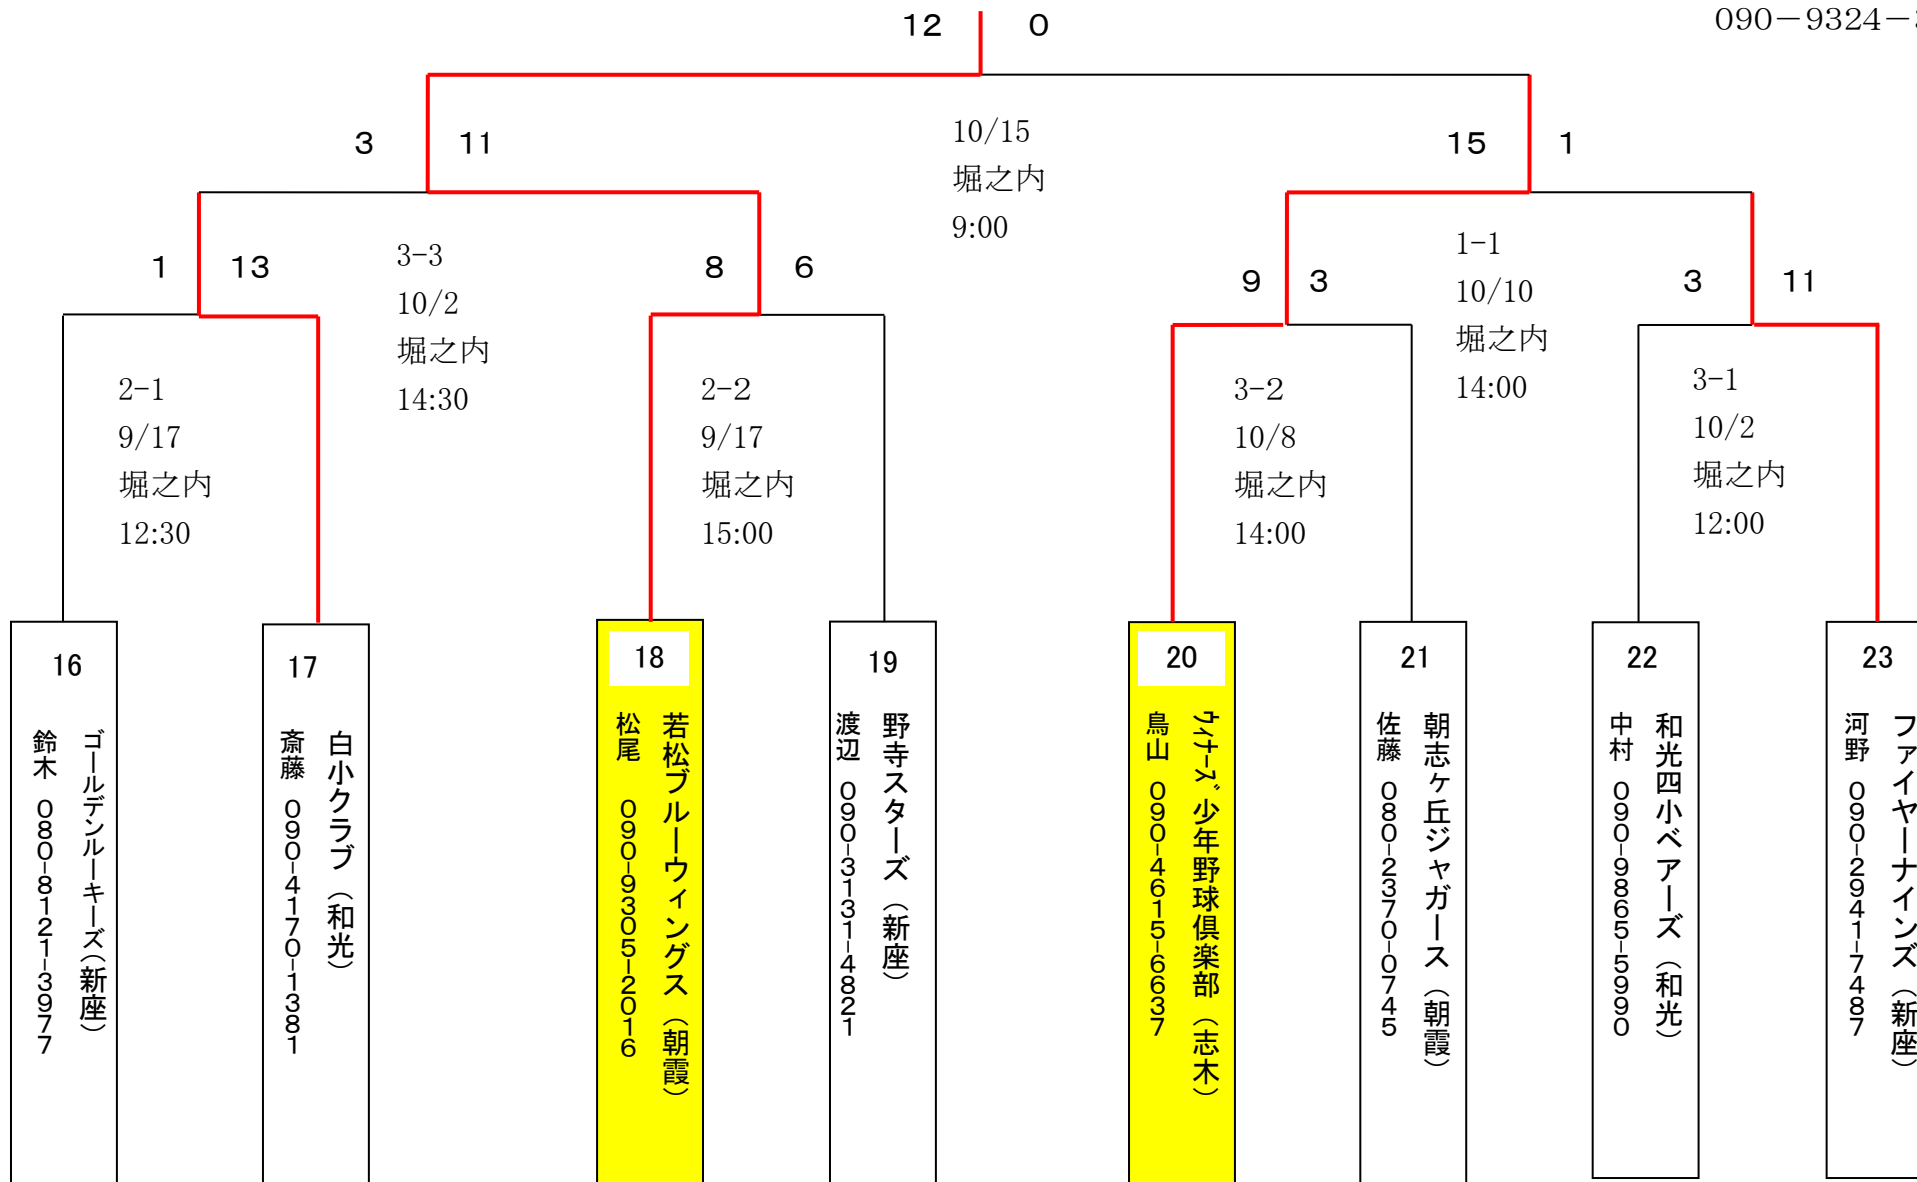 12 0
090－9324－
3 11
10/15
堀之内
9:00
15 1
1 13
3-3
10/2
堀之内
14:30
8 6
9 3
1-1
10/10
堀之内
14:00
3 11
2-1
9/17
堀之内
12:30
2-2
9/17
堀之内
15:00
3-2
10/8
堀之内
14:00
3-1
10/2
堀之内
12:00
16
ゴールデンルーキーズ（新座）
鈴木　080-8121-3977
17
白小クラブ（和光）
斎藤　090-4170-1381
18
若松ブルーウィングス（朝霞）
松尾　090-9305-2016
19
野寺スターズ（新座）
渡辺　090-3131-4821
20
ウィナーズ少年野球倶楽部（志木）
鳥山　090-4615-6637
21
朝志ヶ丘ジャガース（朝霞）
佐藤　080-2370-0745
22
和光四小ベアーズ（和光）
中村　090-9865-5990
23
ファイヤーナインズ（新座）
河野　090-2941-7487